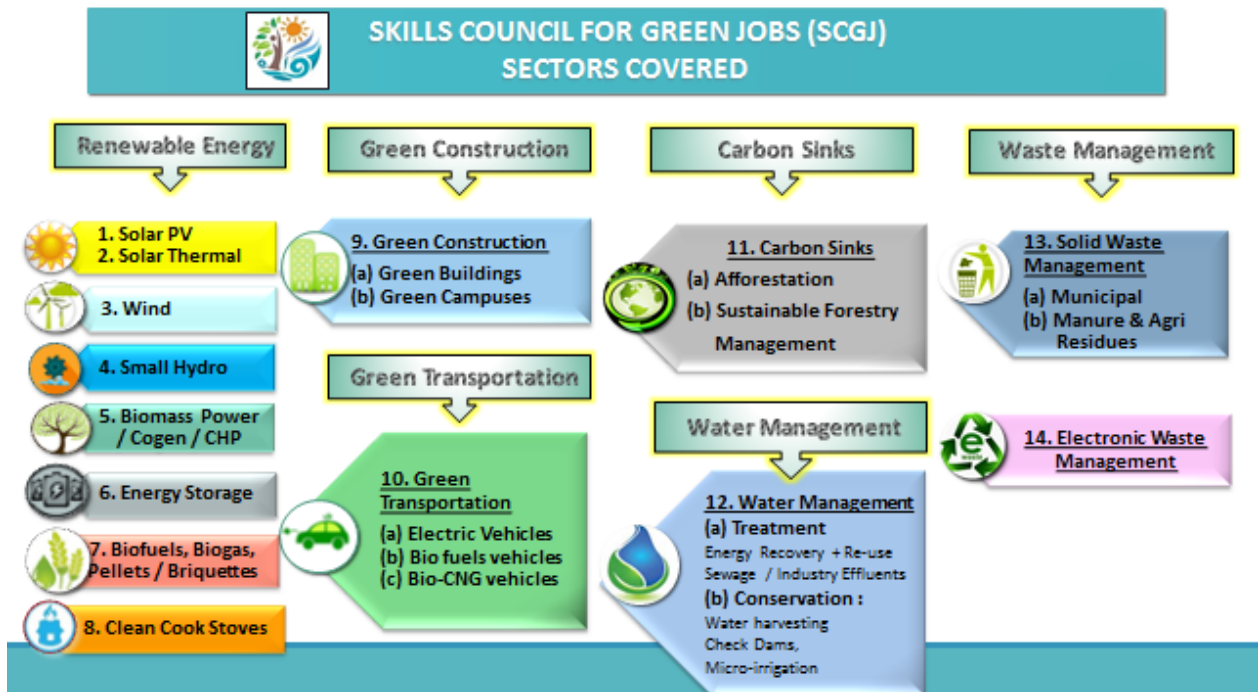 SKILLS COUNCIL FOR GREEN JOBS (SCGJ)
SECTORS COVERED
Renewable Energy
1. Solar PV
2. Solar Thermal
3. Wind
4. Small Hydro
5. Biomass Power
/ Cogen / CHP
6. Energy Storage
7. Biofuels, Biogas,
Pellets / Briquettes
8. Clean Cook Stoves
Green Construction
9. Green Construction
(a) Green Buildings
(b) Green Campuses
Green Transportation
10. Green
Transportation
(a) Electric Vehicles
(b) Bio fuels vehicles
(c) Bio-CNG vehicles
Carbon Sinks
11. Carbon Sinks
(a) Afforestation
(b) Sustainable Forestry
Management
Water Management
12. Water Management
(a) Treatment
Energy Recovery + Re-use
Sewage / Industry Effluents
(b) Conservation :
Water harvesting
Check Dams,
Micro-irrigation
Waste Management
13. Solid Waste
Management
(a) Municipal
(b) Manure & Agri
Residues
e
waste
14. Electronic Waste
Management